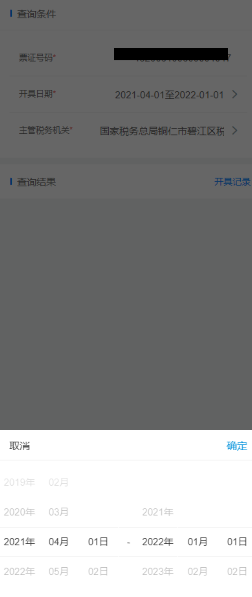 查询条件
票证号码*
开具日期* 2021-04-01至2022-01-01
主管税务机关* 国家税务总局铜仁市碧江区税
查询结果 开具记录
取消 确定
2019年 02月
2020年 03月 2021年
2021年 04月 01日 - 2022年 01月 01日
2022年 05月 02日 2023年 02月 02日